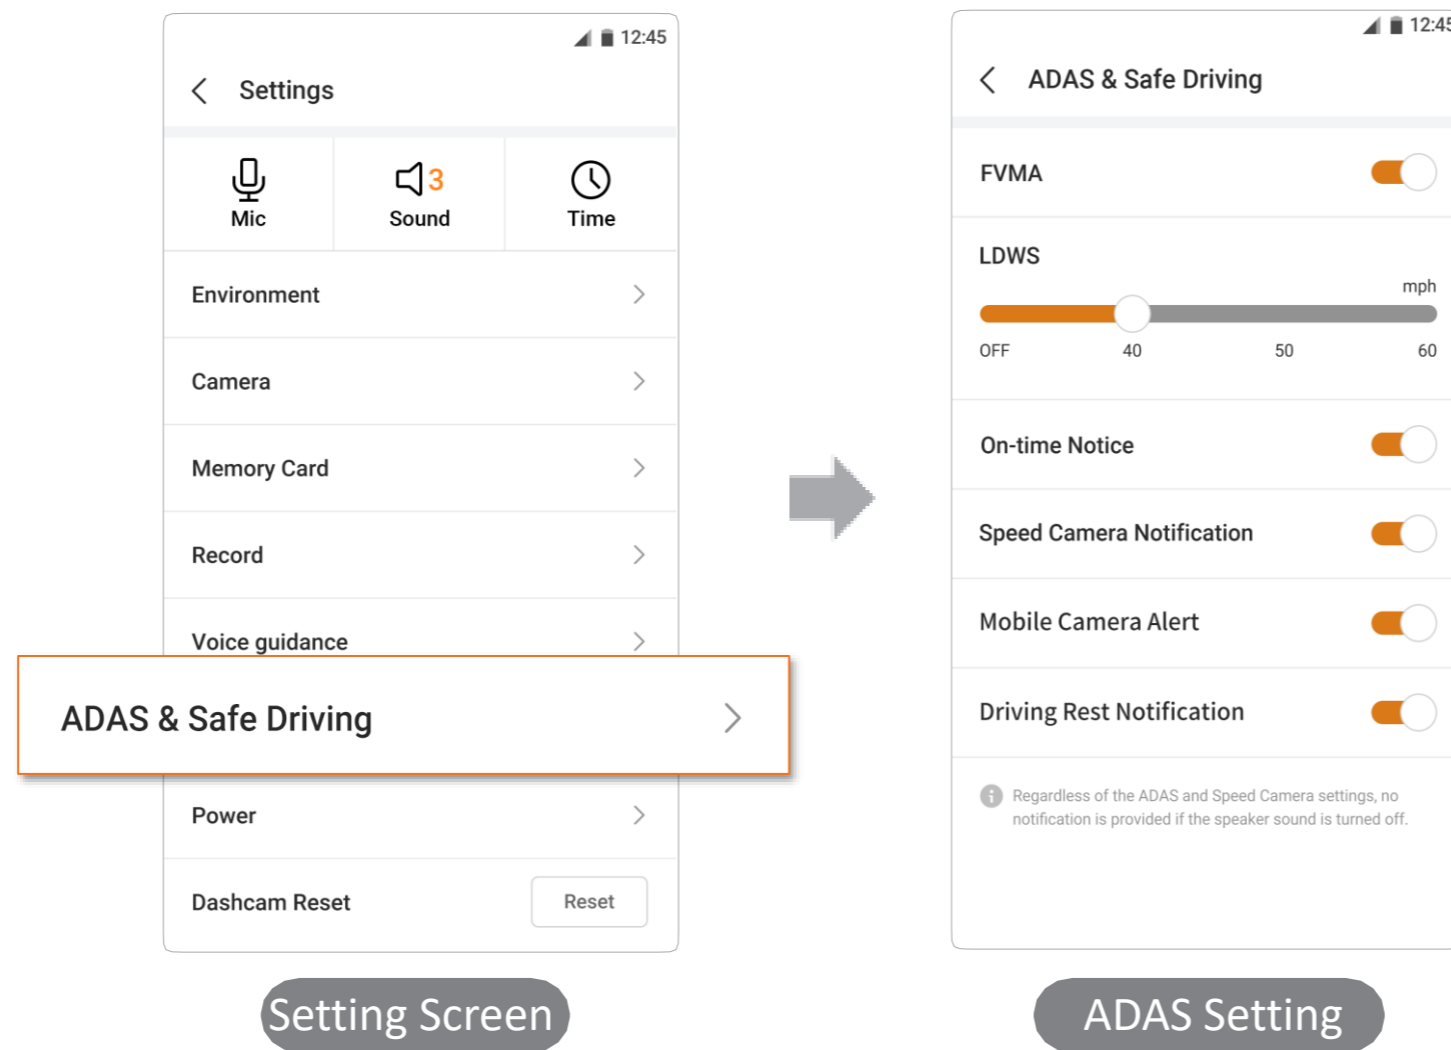 12:45
Settings
3
Mic
Sound
Time
Environment
Camera
Memory Card
Record
Voice guidance
ADAS & Safe Driving
Power
Dashcam Reset
Reset
Setting Screen
12:45
ADAS & Safe Driving
FVMA
LDWS
mph
OFF 40 50 60
On-time Notice
Speed Camera Notification
Mobile Camera Alert
Driving Rest Notification
Regardless of the ADAS and Speed Camera settings, no
notification is provided if the speaker sound is turned off.
ADAS Setting